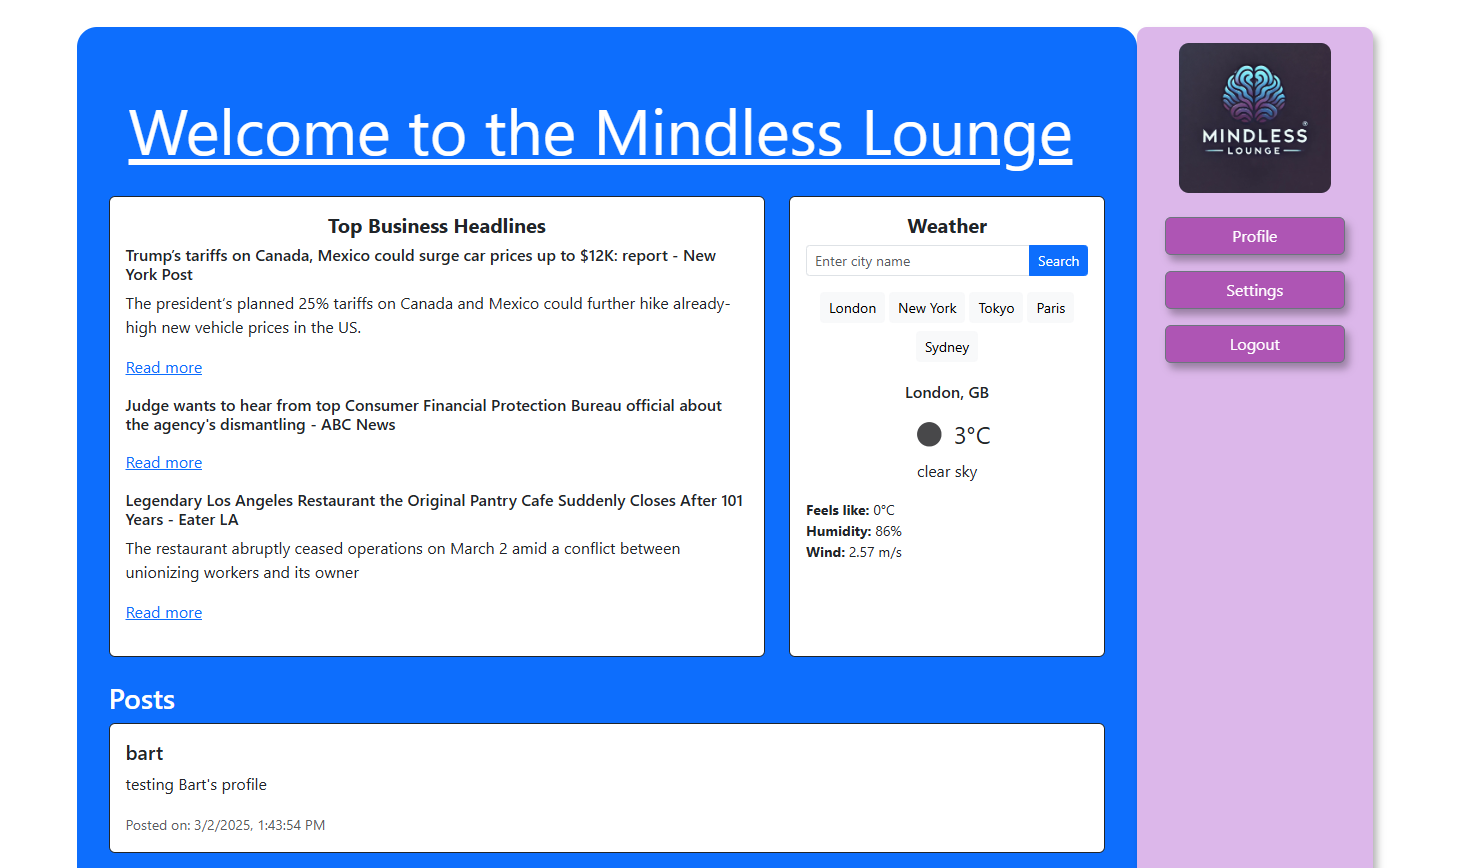 Welcome to the Mindless Lounge
Top Business Headlines
Trump’s tariffs on Canada, Mexico could surge car prices up to $12K: report - New
York Post
The president’s planned 25% tariffs on Canada and Mexico could further hike already-
high new vehicle prices in the US.
Read more
Judge wants to hear from top Consumer Financial Protection Bureau official about
the agency's dismantling - ABC News
Read more
Legendary Los Angeles Restaurant the Original Pantry Cafe Suddenly Closes After 101
Years - Eater LA
The restaurant abruptly ceased operations on March 2 amid a conflict between
unionizing workers and its owner
Read more
Weather
Enter city name Search
London New York Tokyo Paris
Sydney
London, GB
3°C
clear sky
Feels like: 0°C
Humidity: 86%
Wind: 2.57 m/s
Posts
bart
testing Bart's profile
Posted on: 3/2/2025, 1:43:54 PM
MINDLESS®
LOUNGE
Profile
Settings
Logout